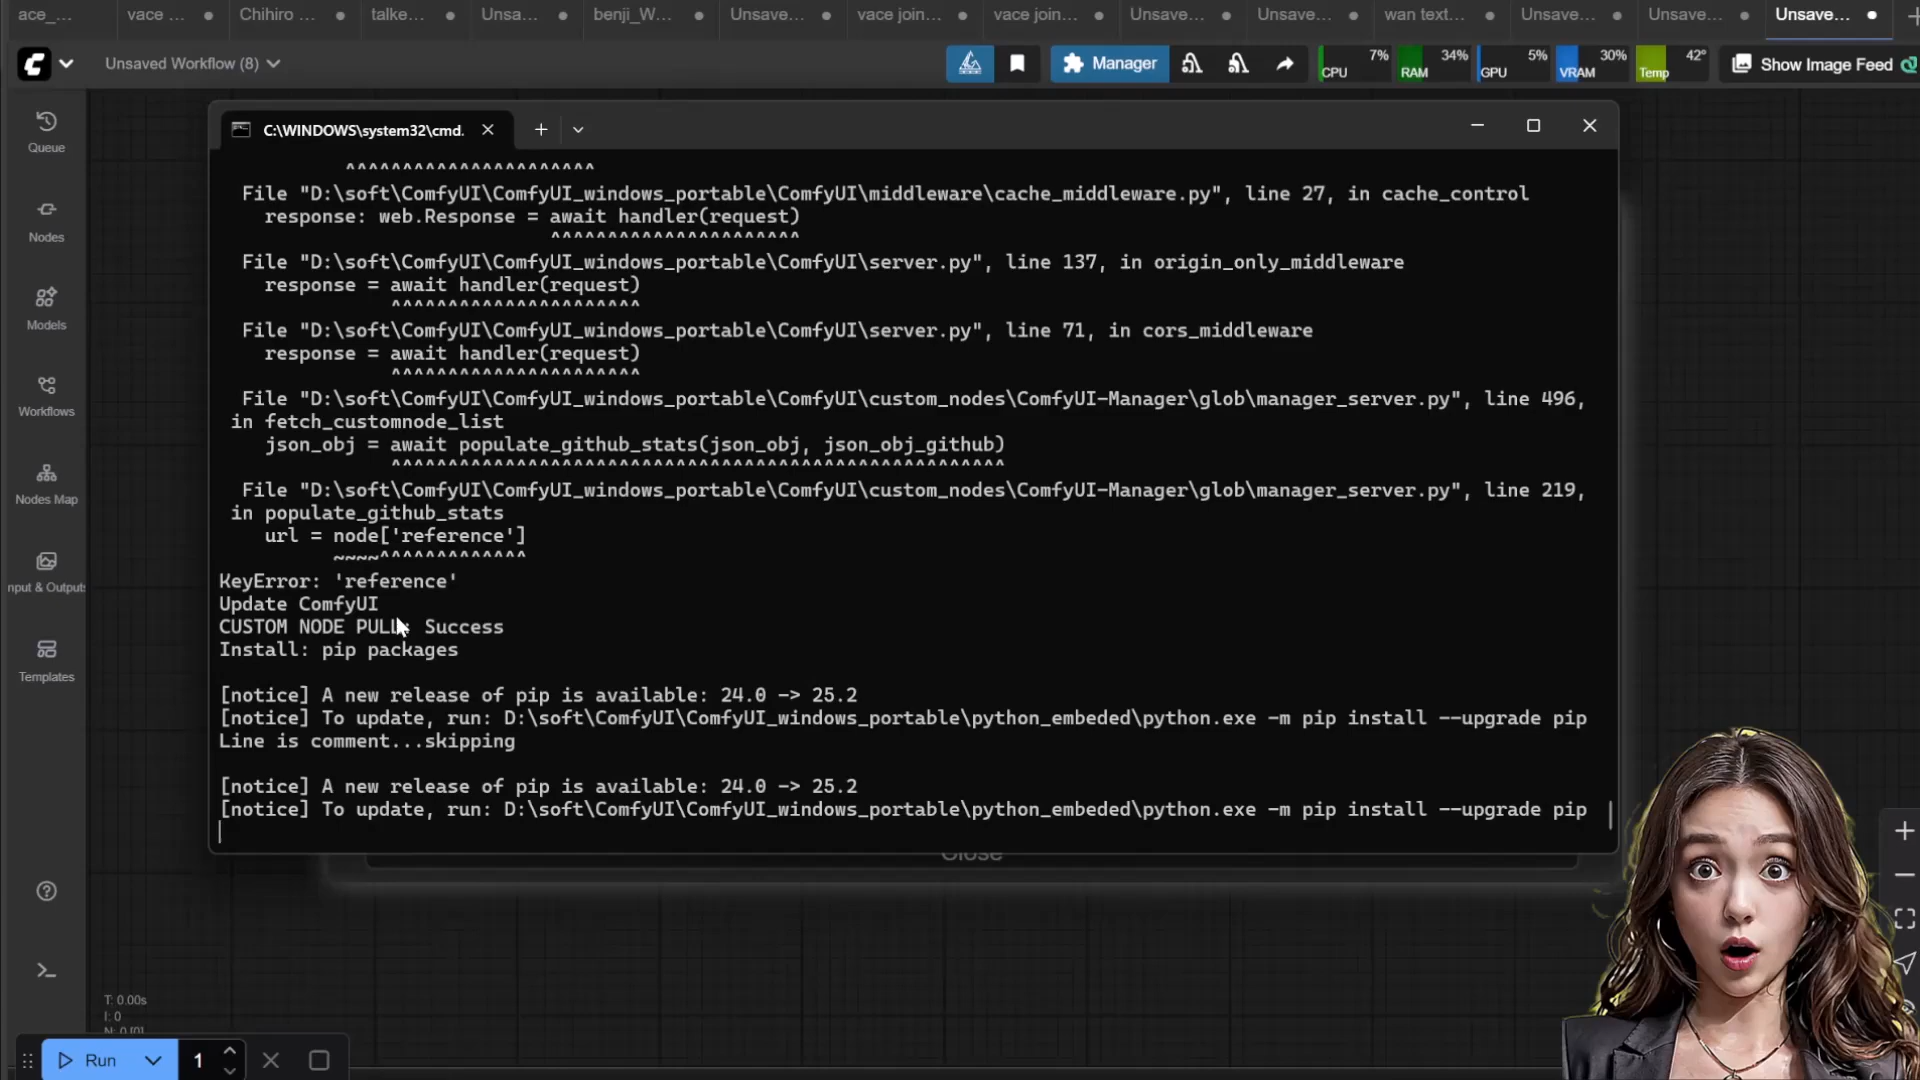 ace_...
vace ...
Chihiro ...
talke...
Unsa...
benji_W...
Unsave...
vace join...
vace join...
Unsave...
Unsave...
wan text...
Unsave...
Unsave...
Unsave...
Unsaved Workflow (8)
Manager
CPU 7%
RAM 34%
GPU 5%
VRAM 30%
Temp 42°
Show Image Feed
Queue
Nodes
Models
Workflows
Nodes Map
nput & Output
Templates
C:\WINDOWS\system32\cmd.
^^^^^^^^^^^^^^^^^^^^^^
File "D:\soft\ComfyUI\ComfyUI_windows_portable\ComfyUI\middleware\cache_middleware.py", line 27, in cache_control
response: web.Response = await handler(request)
^^^^^^^^^^^^^^^^^^^^^^
File "D:\soft\ComfyUI\ComfyUI_windows_portable\ComfyUI\server.py", line 137, in origin_only_middleware
response = await handler(request)
^^^^^^^^^^^^^^^^^^^^^^
File "D:\soft\ComfyUI\ComfyUI_windows_portable\ComfyUI\server.py", line 71, in cors_middleware
response = await handler(request)
^^^^^^^^^^^^^^^^^^^^^^
File "D:\soft\ComfyUI\ComfyUI_windows_portable\ComfyUI\custom_nodes\ComfyUI-Manager\glob\manager_server.py", line 496,
in fetch_customnode_list
json_obj = await populate_github_stats(json_obj, json_obj_github)
^^^^^^^^^^^^^^^^^^^^^^^^^^^^^^^^^^^^^^^^^^^^^^^^^^^^^^
File "D:\soft\ComfyUI\ComfyUI_windows_portable\ComfyUI\custom_nodes\ComfyUI-Manager\glob\manager_server.py", line 219,
in populate_github_stats
url = node['reference']
~~~~^^^^^^^^^^^^^
KeyError: 'reference'
Update ComfyUI
CUSTOM NODE PULL: Success
Install: pip packages
[notice] A new release of pip is available: 24.0 -> 25.2
[notice] To update, run: D:\soft\ComfyUI\ComfyUI_windows_portable\python_embeded\python.exe -m pip install --upgrade pip
Line is comment...skipping
[notice] A new release of pip is available: 24.0 -> 25.2
[notice] To update, run: D:\soft\ComfyUI\ComfyUI_windows_portable\python_embeded\python.exe -m pip install --upgrade pip
Close
T: 0.00s
I: 0
N: 0 [0]
Run
1